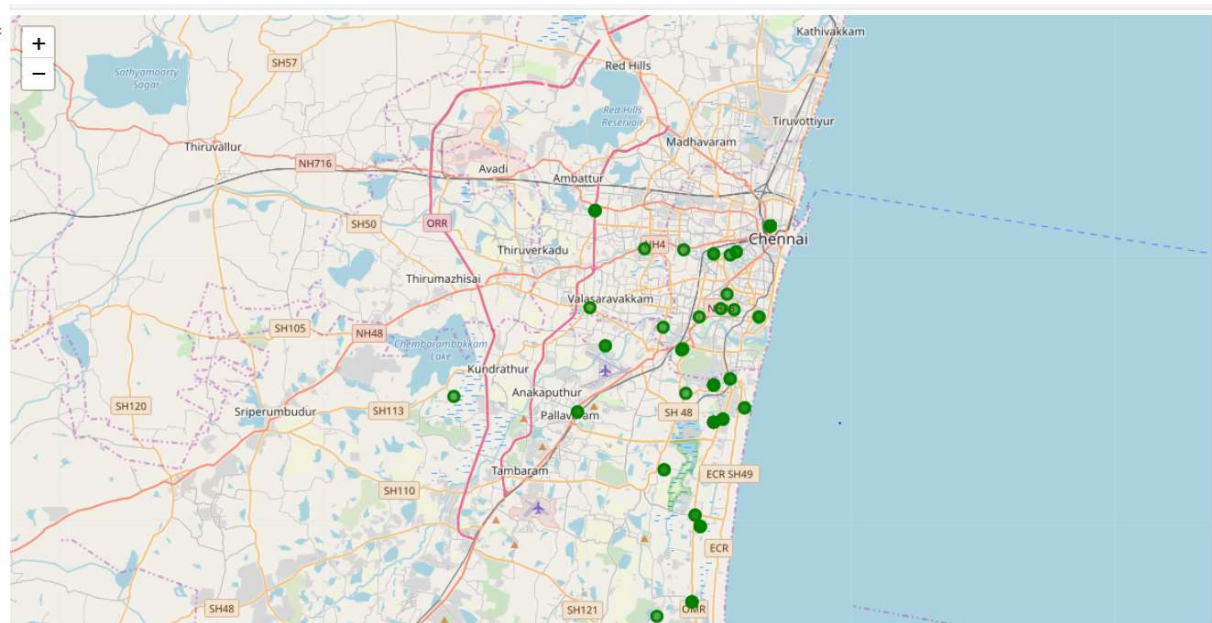 +
−
Kathivakkam
SH57
Red Hills
Sathyamoorty
Sagar
Red Hills
Reservoir
Tiruvottiyur
Madhavaram
Thiruvallur
NH716
Avadi
Ambattur
SH50
ORR
NH4
Chennai
Thiruverkadu
Thirumazhisai
Valasaravakkam
SH105
NH48
Chembarambakkam
Lake
Kundrathur
Anakaputhur
SH120
Sriperumbudur
SH113
Pallavaram
SH 48
Tambaram
ECR SH49
SH110
ECR
SH48
SH121
OMR